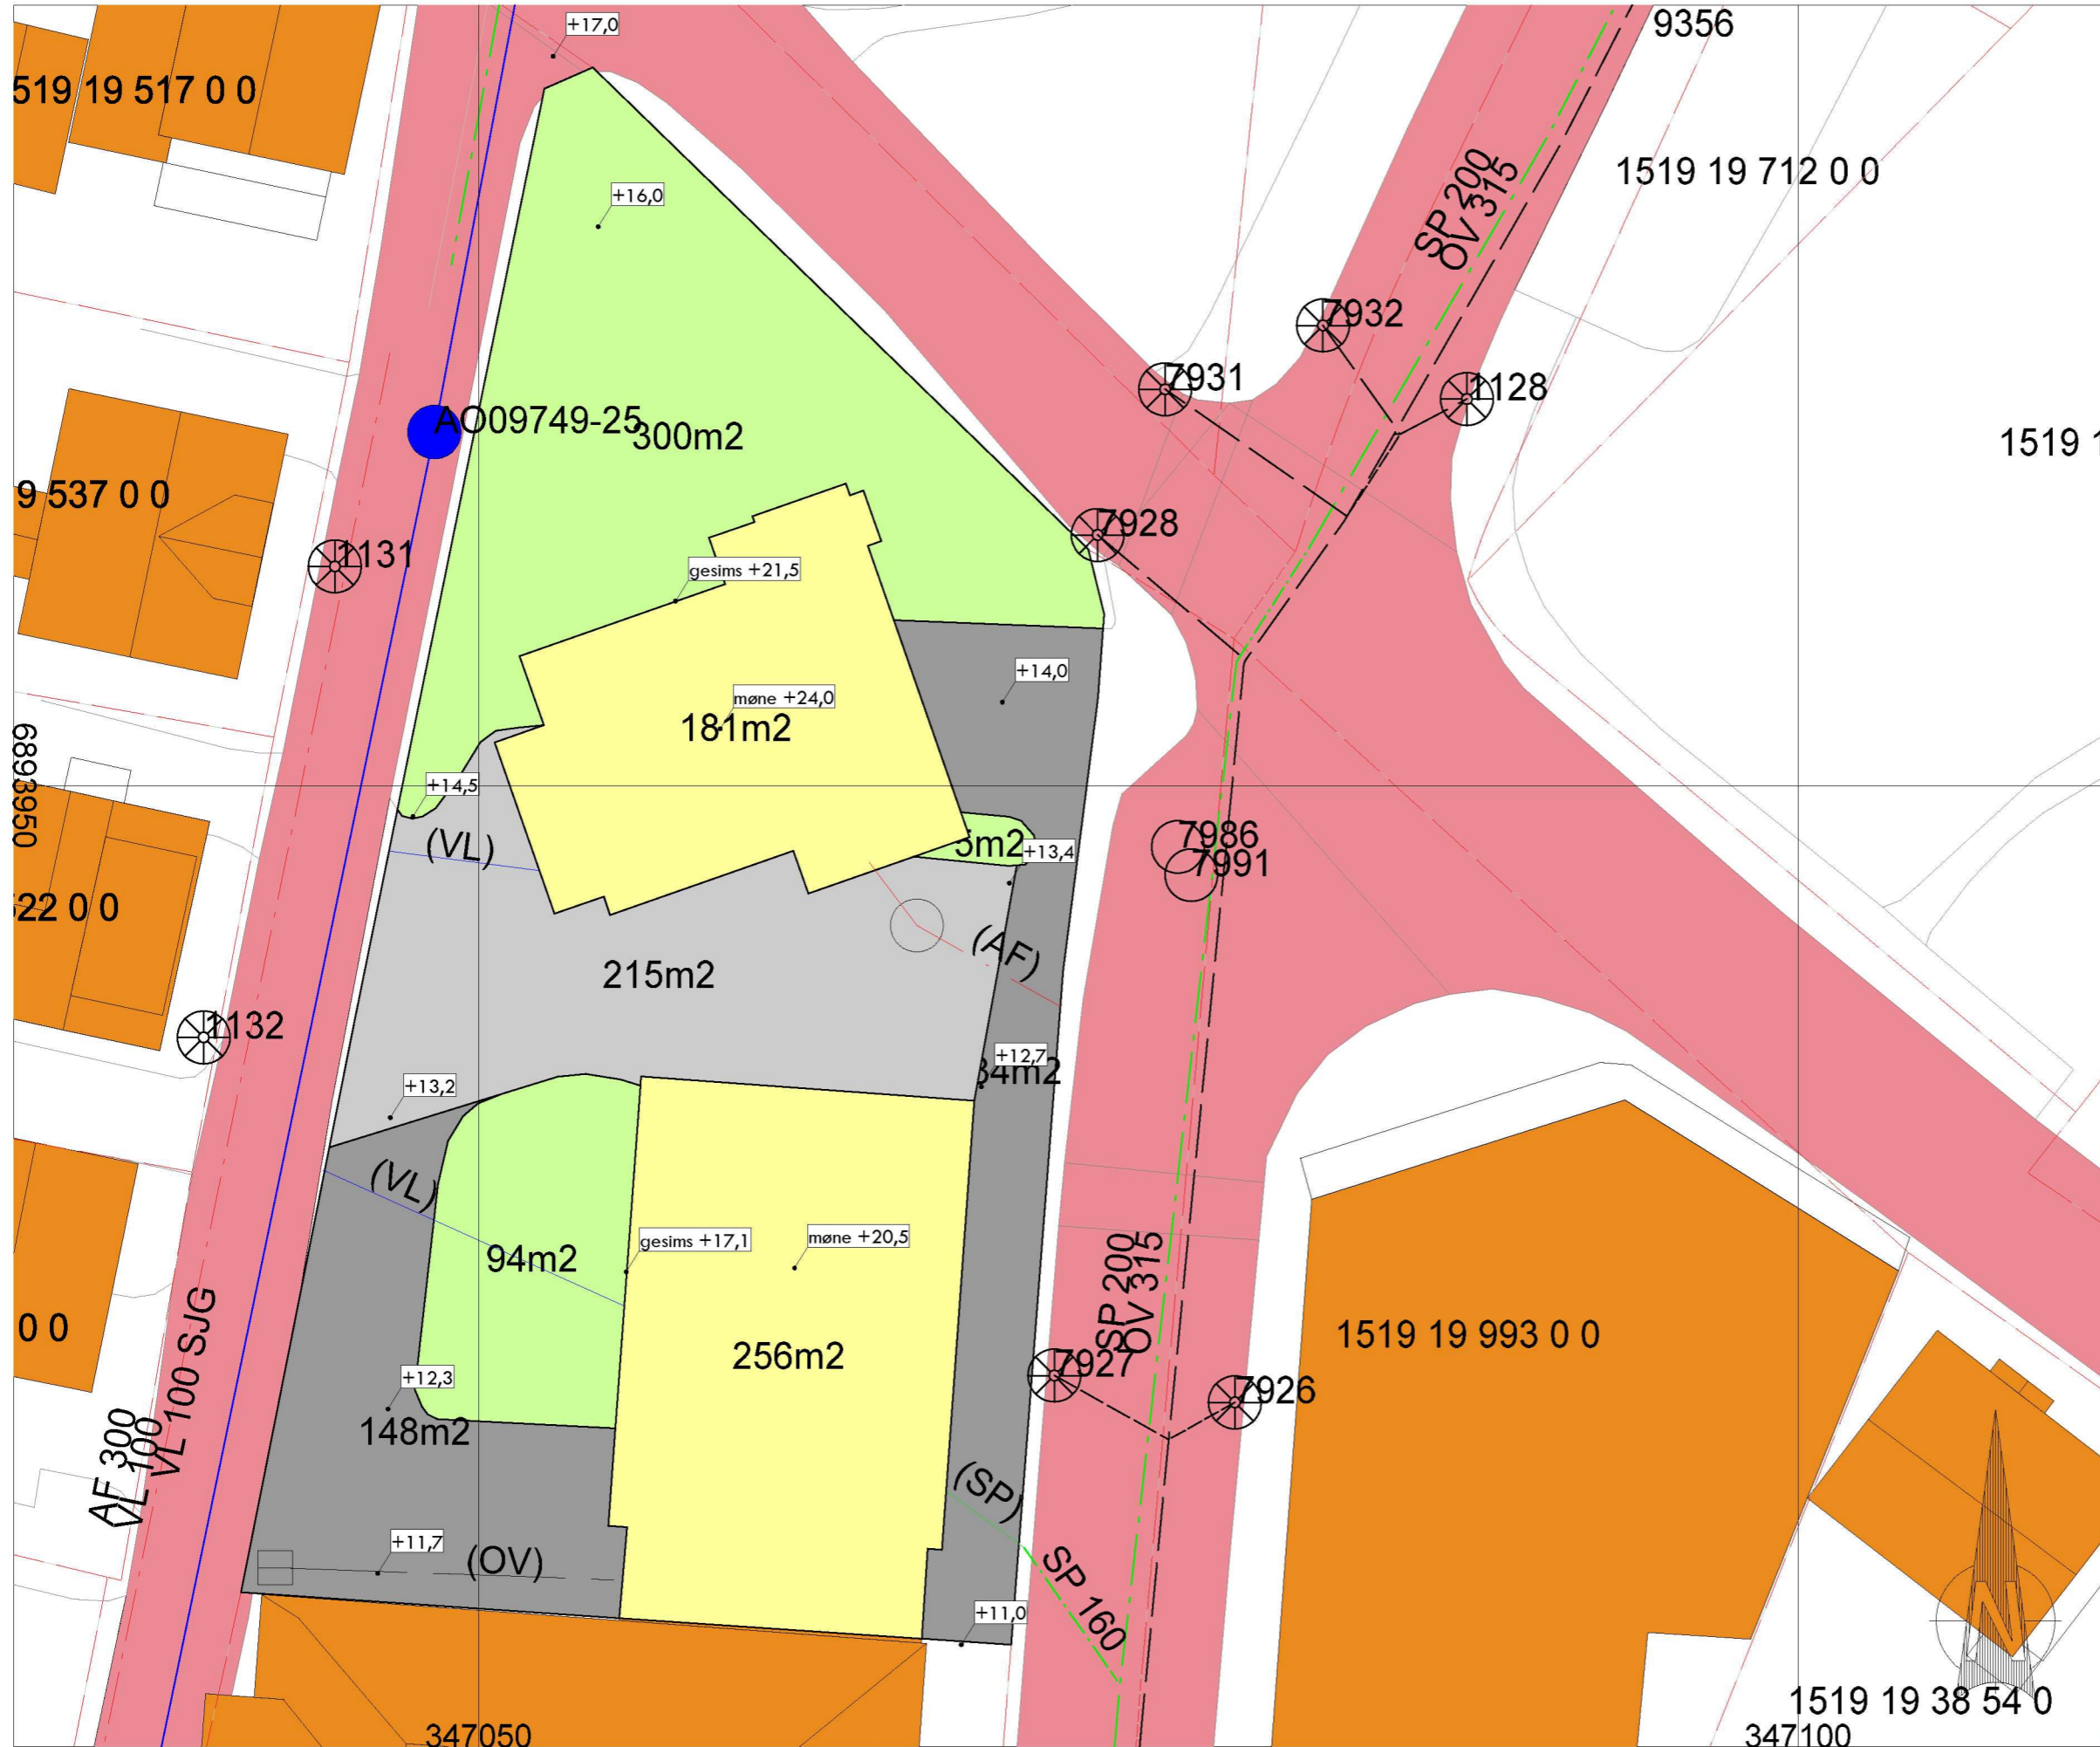 +17,0
9356
519 19 517 0 0
1519 19 712 0 0
+16,0
SP 200
OV 315
7932
7931
1128
AO09749-25
300m2
1519 1
9 537 0 0
7928
1131
gesims +21,5
+14,0
møne +24,0
181m2
6893950
+14,5
(VL)
5m2
+13,4
7986
7991
22 0 0
(AF)
215m2
1132
+12,7
34m2
+13,2
(VL)
gesims +17,1
møne +20,5
94m2
SP 200
OV 315
0 0
1519 19 993 0 0
256m2
7927
7926
+12,3
148m2
AF 300
VL 100
VL 100 SJG
(SP)
+11,7
(OV)
SP 160
+11,0
N
1519 19 38 54 0
347050
347100